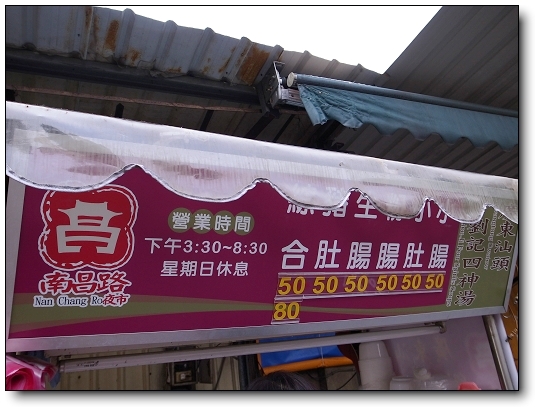 昌
南昌路
Nan Chang Ro夜市
營業時間
下午3:30~8:30
星期日休息
合肚腸腸肚腸
50 50 50 50 50 50
80
東汕頭
劉記四神湯